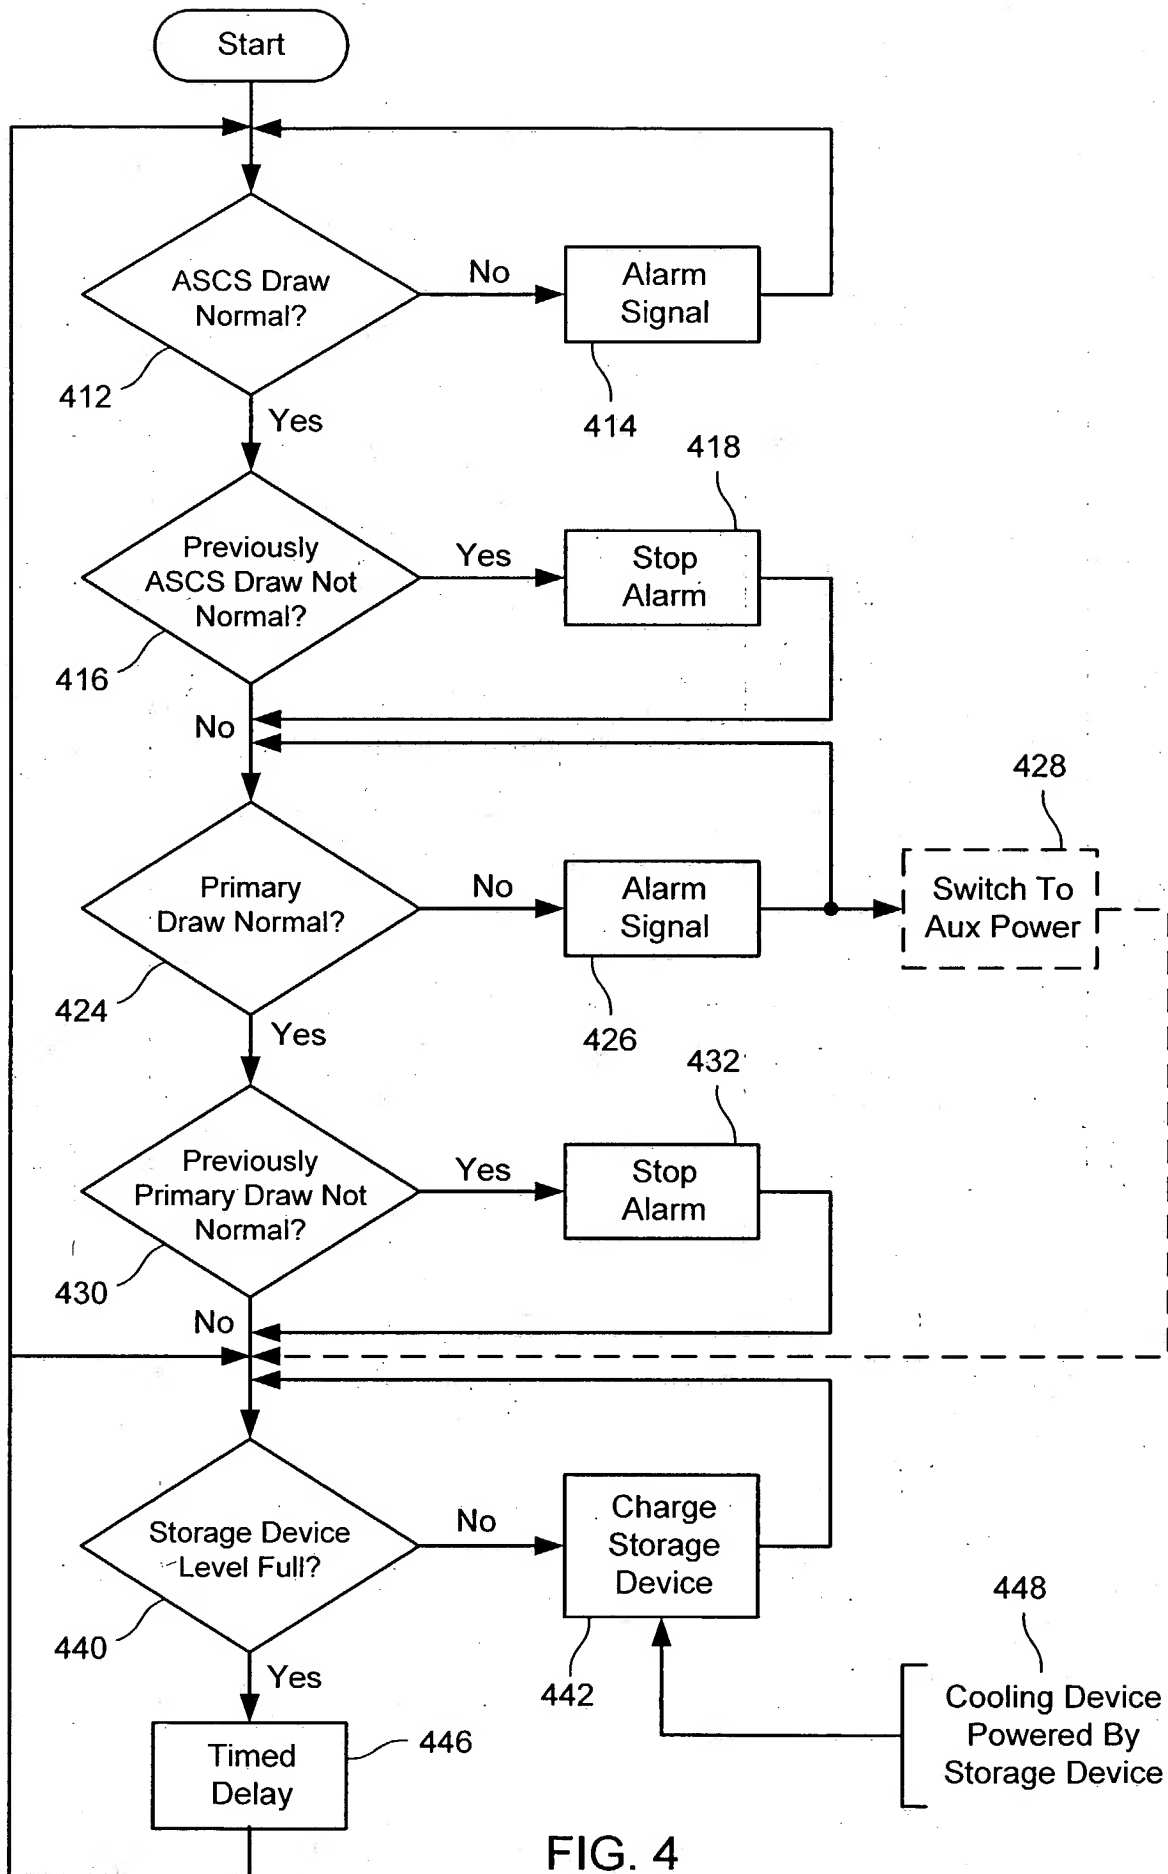 Start
ASCS Draw
Normal?
No
Alarm
Signal
412
414
Yes
418
Previously
ASCS Draw Not
Normal?
Yes
Stop
Alarm
416
No
428
Primary
Draw Normal?
No
Alarm
Signal
Switch To
Aux Power
424
426
Yes
432
Previously
Primary Draw Not
Normal?
Yes
Stop
Alarm
430
No
Storage Device
Level Full?
No
Charge
Storage
Device
440
442
448
Yes
Cooling Device
Powered By
Storage Device
Timed
Delay
446
FIG. 4